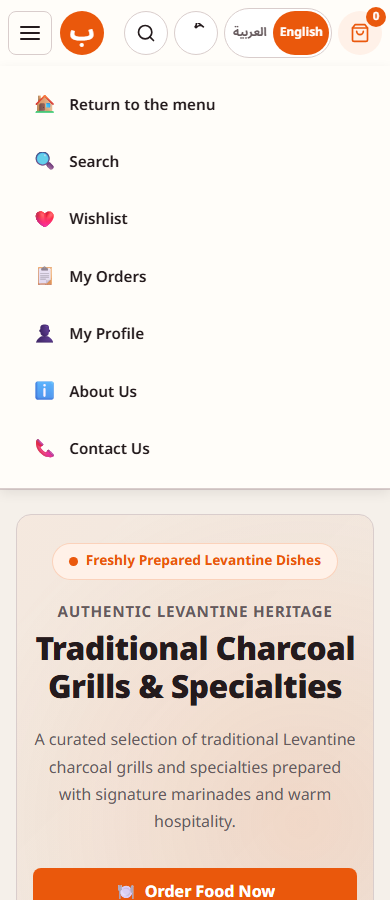 ب
العربية
English
0
Return to the menu
Search
Wishlist
My Orders
My Profile
About Us
Contact Us
Freshly Prepared Levantine Dishes
AUTHENTIC LEVANTINE HERITAGE
Traditional Charcoal
Grills & Specialties
A curated selection of traditional Levantine
charcoal grills and specialties prepared
with signature marinades and warm
hospitality.
Order Food Now